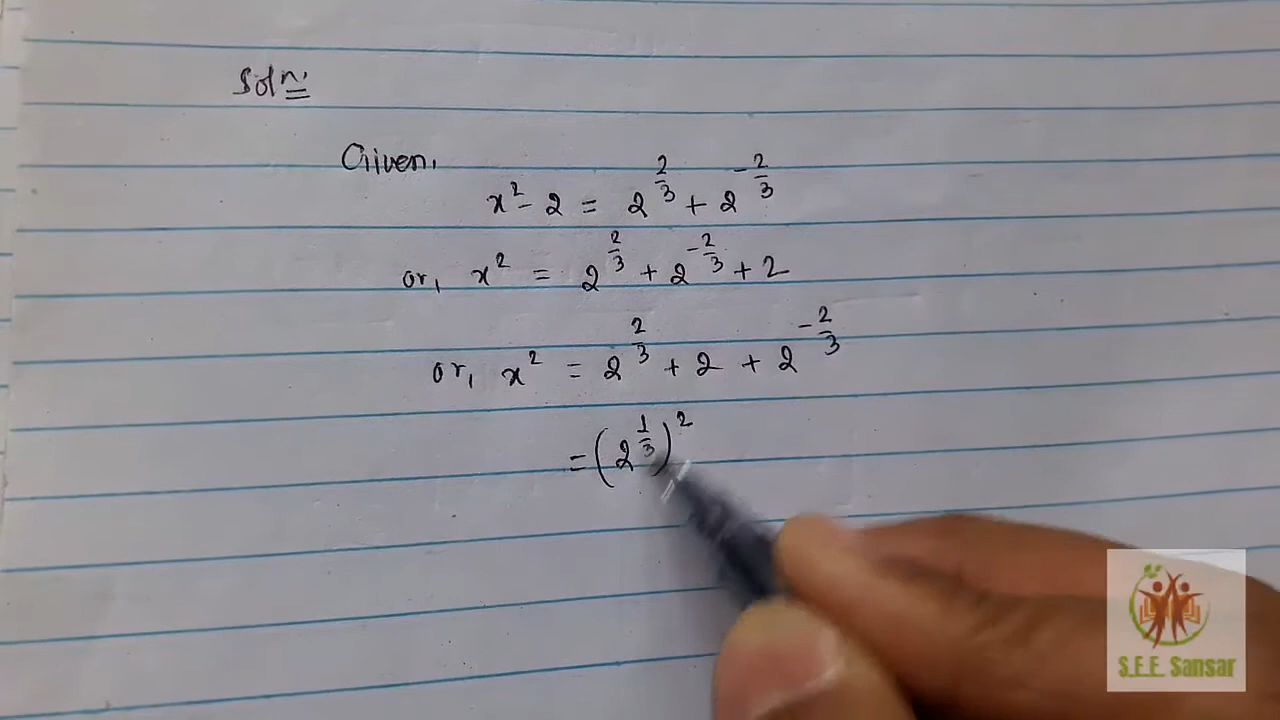 Soln.
Given,
x² - 2 = 2^(2/3) + 2^(-2/3)
or, x² = 2^(2/3) + 2^(-2/3) + 2
or, x² = 2^(2/3) + 2 + 2^(-2/3)
= (2^(1/3))²
S.E.E. Sansar